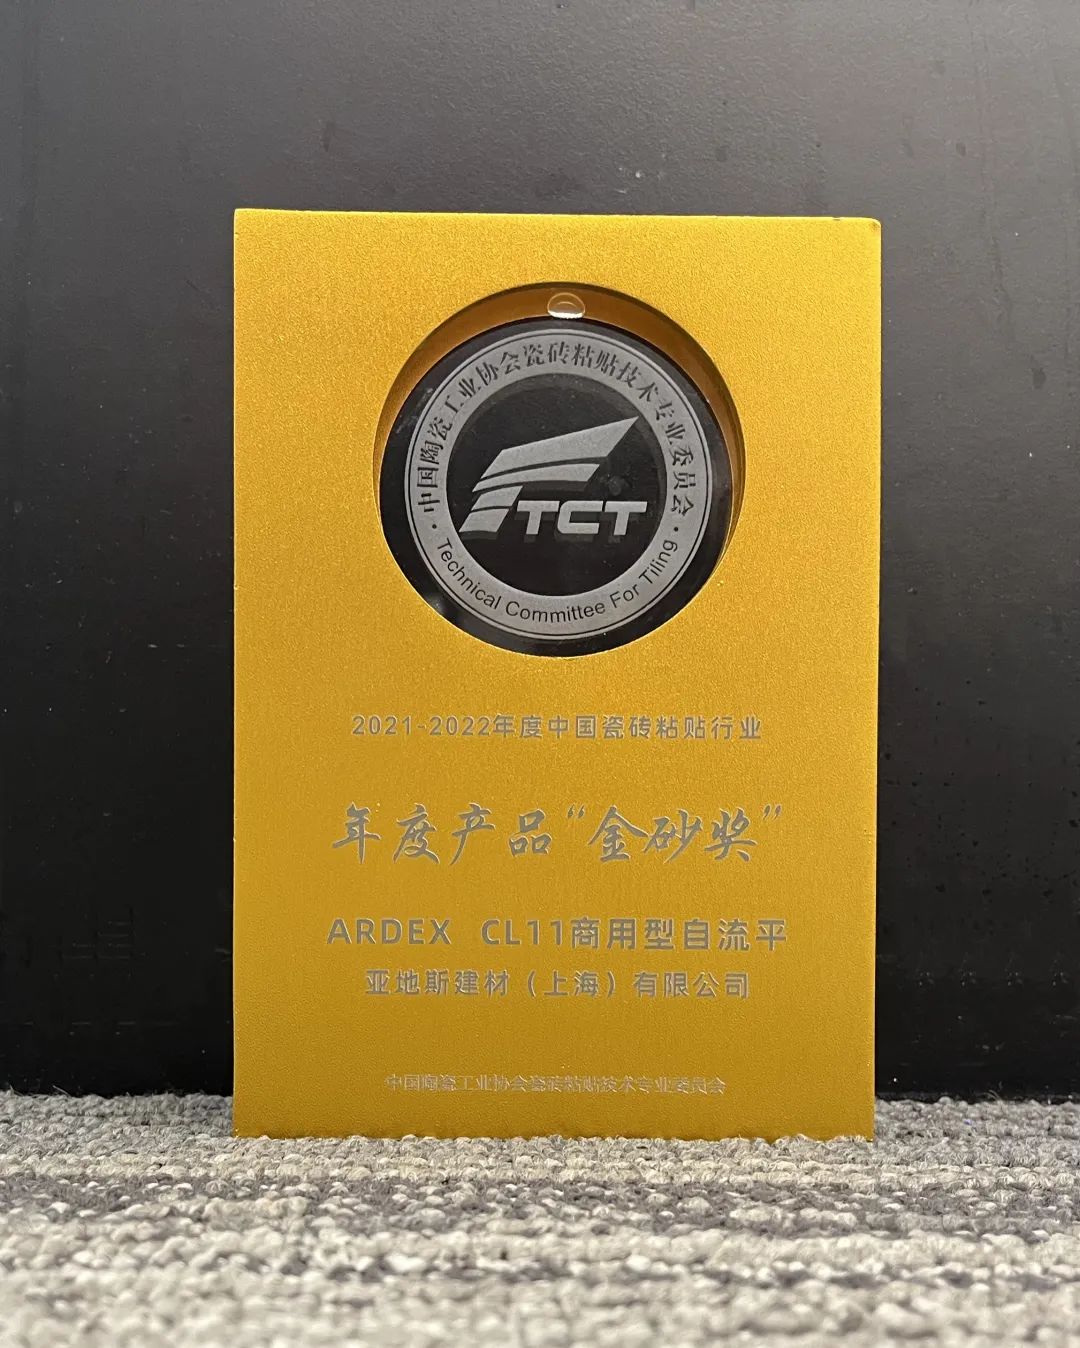 中国陶瓷工业协会瓷砖粘贴技术专业委员会
TCT
· Technical Committee For Tiling ·
2021-2022年度中国瓷砖粘贴行业
年度产品“金砂奖”
ARDEX CL11商用型自流平
亚地斯建材（上海）有限公司
中国陶瓷工业协会瓷砖粘贴技术专业委员会